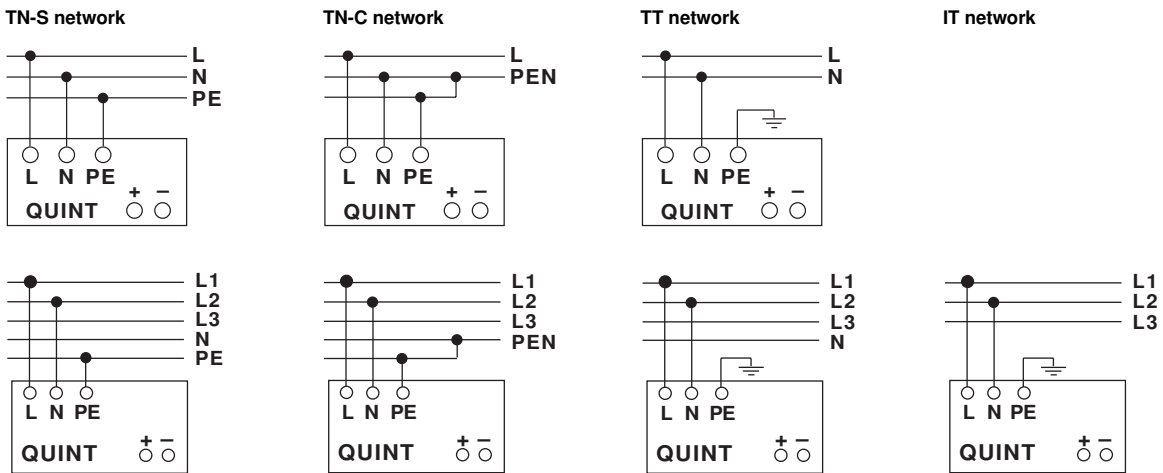 TN-S network
L
N
PE
L N PE
+ –
QUINT
TN-C network
L
PEN
L N PE
+ –
QUINT
TT network
L
N
L N PE
+ –
QUINT
IT network
L1
L2
L3
N
PE
L N PE
+ –
QUINT
L1
L2
L3
PEN
L N PE
+ –
QUINT
L1
L2
L3
N
L N PE
+ –
QUINT
L1
L2
L3
L N PE
+ –
QUINT